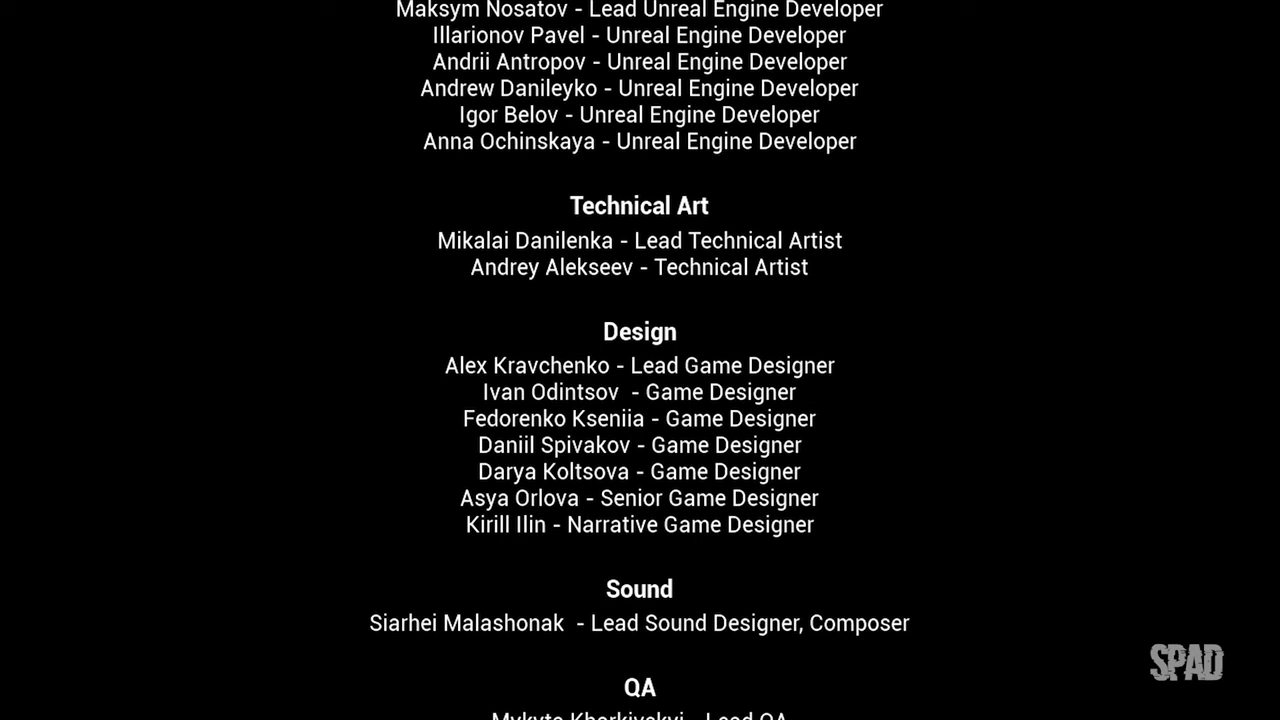 Maksym Nosatov - Lead Unreal Engine Developer
Illarionov Pavel - Unreal Engine Developer
Andrii Antropov - Unreal Engine Developer
Andrew Danileyko - Unreal Engine Developer
Igor Belov - Unreal Engine Developer
Anna Ochinskaya - Unreal Engine Developer
Technical Art
Mikalai Danilenka - Lead Technical Artist
Andrey Alekseev - Technical Artist
Design
Alex Kravchenko - Lead Game Designer
Ivan Odintsov - Game Designer
Fedorenko Kseniia - Game Designer
Daniil Spivakov - Game Designer
Darya Koltsova - Game Designer
Asya Orlova - Senior Game Designer
Kirill Ilin - Narrative Game Designer
Sound
Siarhei Malashonak - Lead Sound Designer, Composer
QA
Mykyta - Lead QA
SPAD